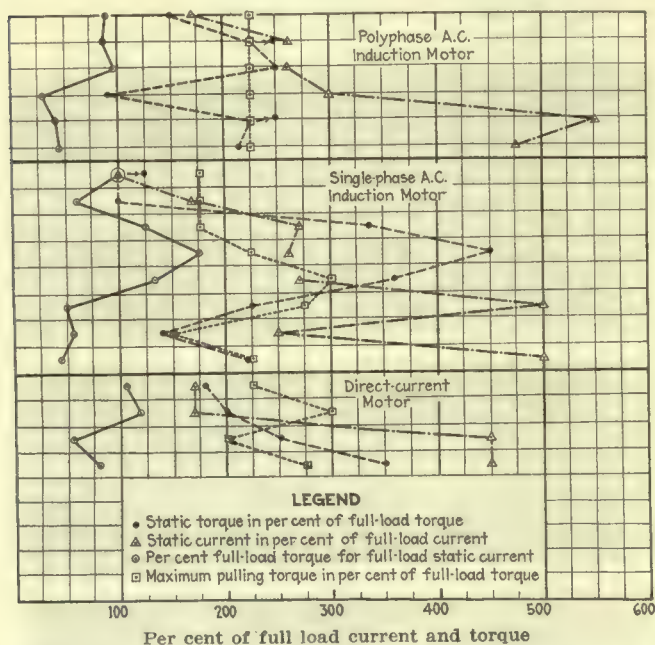 Polyphase A.C.
Induction Motor
Single-phase A.C.
Induction Motor
Direct-current
Motor
LEGEND
Static torque in per cent of full-load torque
Static current in per cent of full-load current
Per cent full-load torque for full-load static current
Maximum pulling torque in per cent of full-load torque
100 200 300 400 500 600
Per cent of full load current and torque